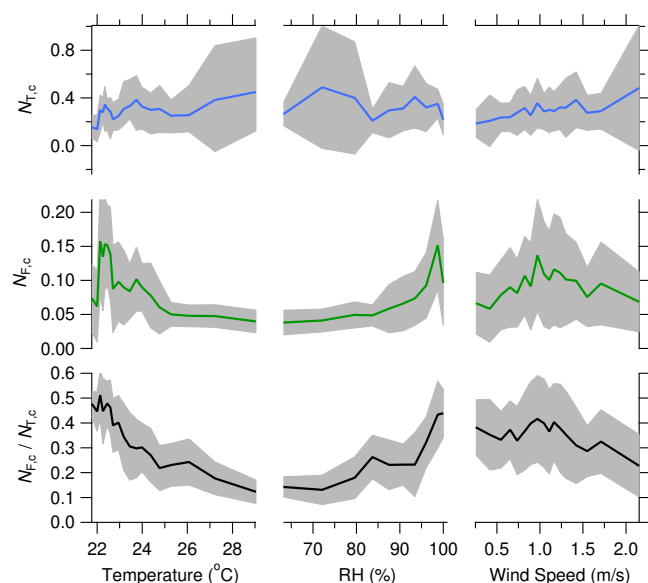 N_T,c
0.8
0.4
0.0
N_F,c
0.20
0.15
0.10
0.05
0.00
N_F,c / N_T,c
0.6
0.5
0.4
0.3
0.2
0.1
0.0
22 24 26 28
70 80 90 100
0.5 1.0 1.5 2.0
Temperature (°C)
RH (%)
Wind Speed (m/s)